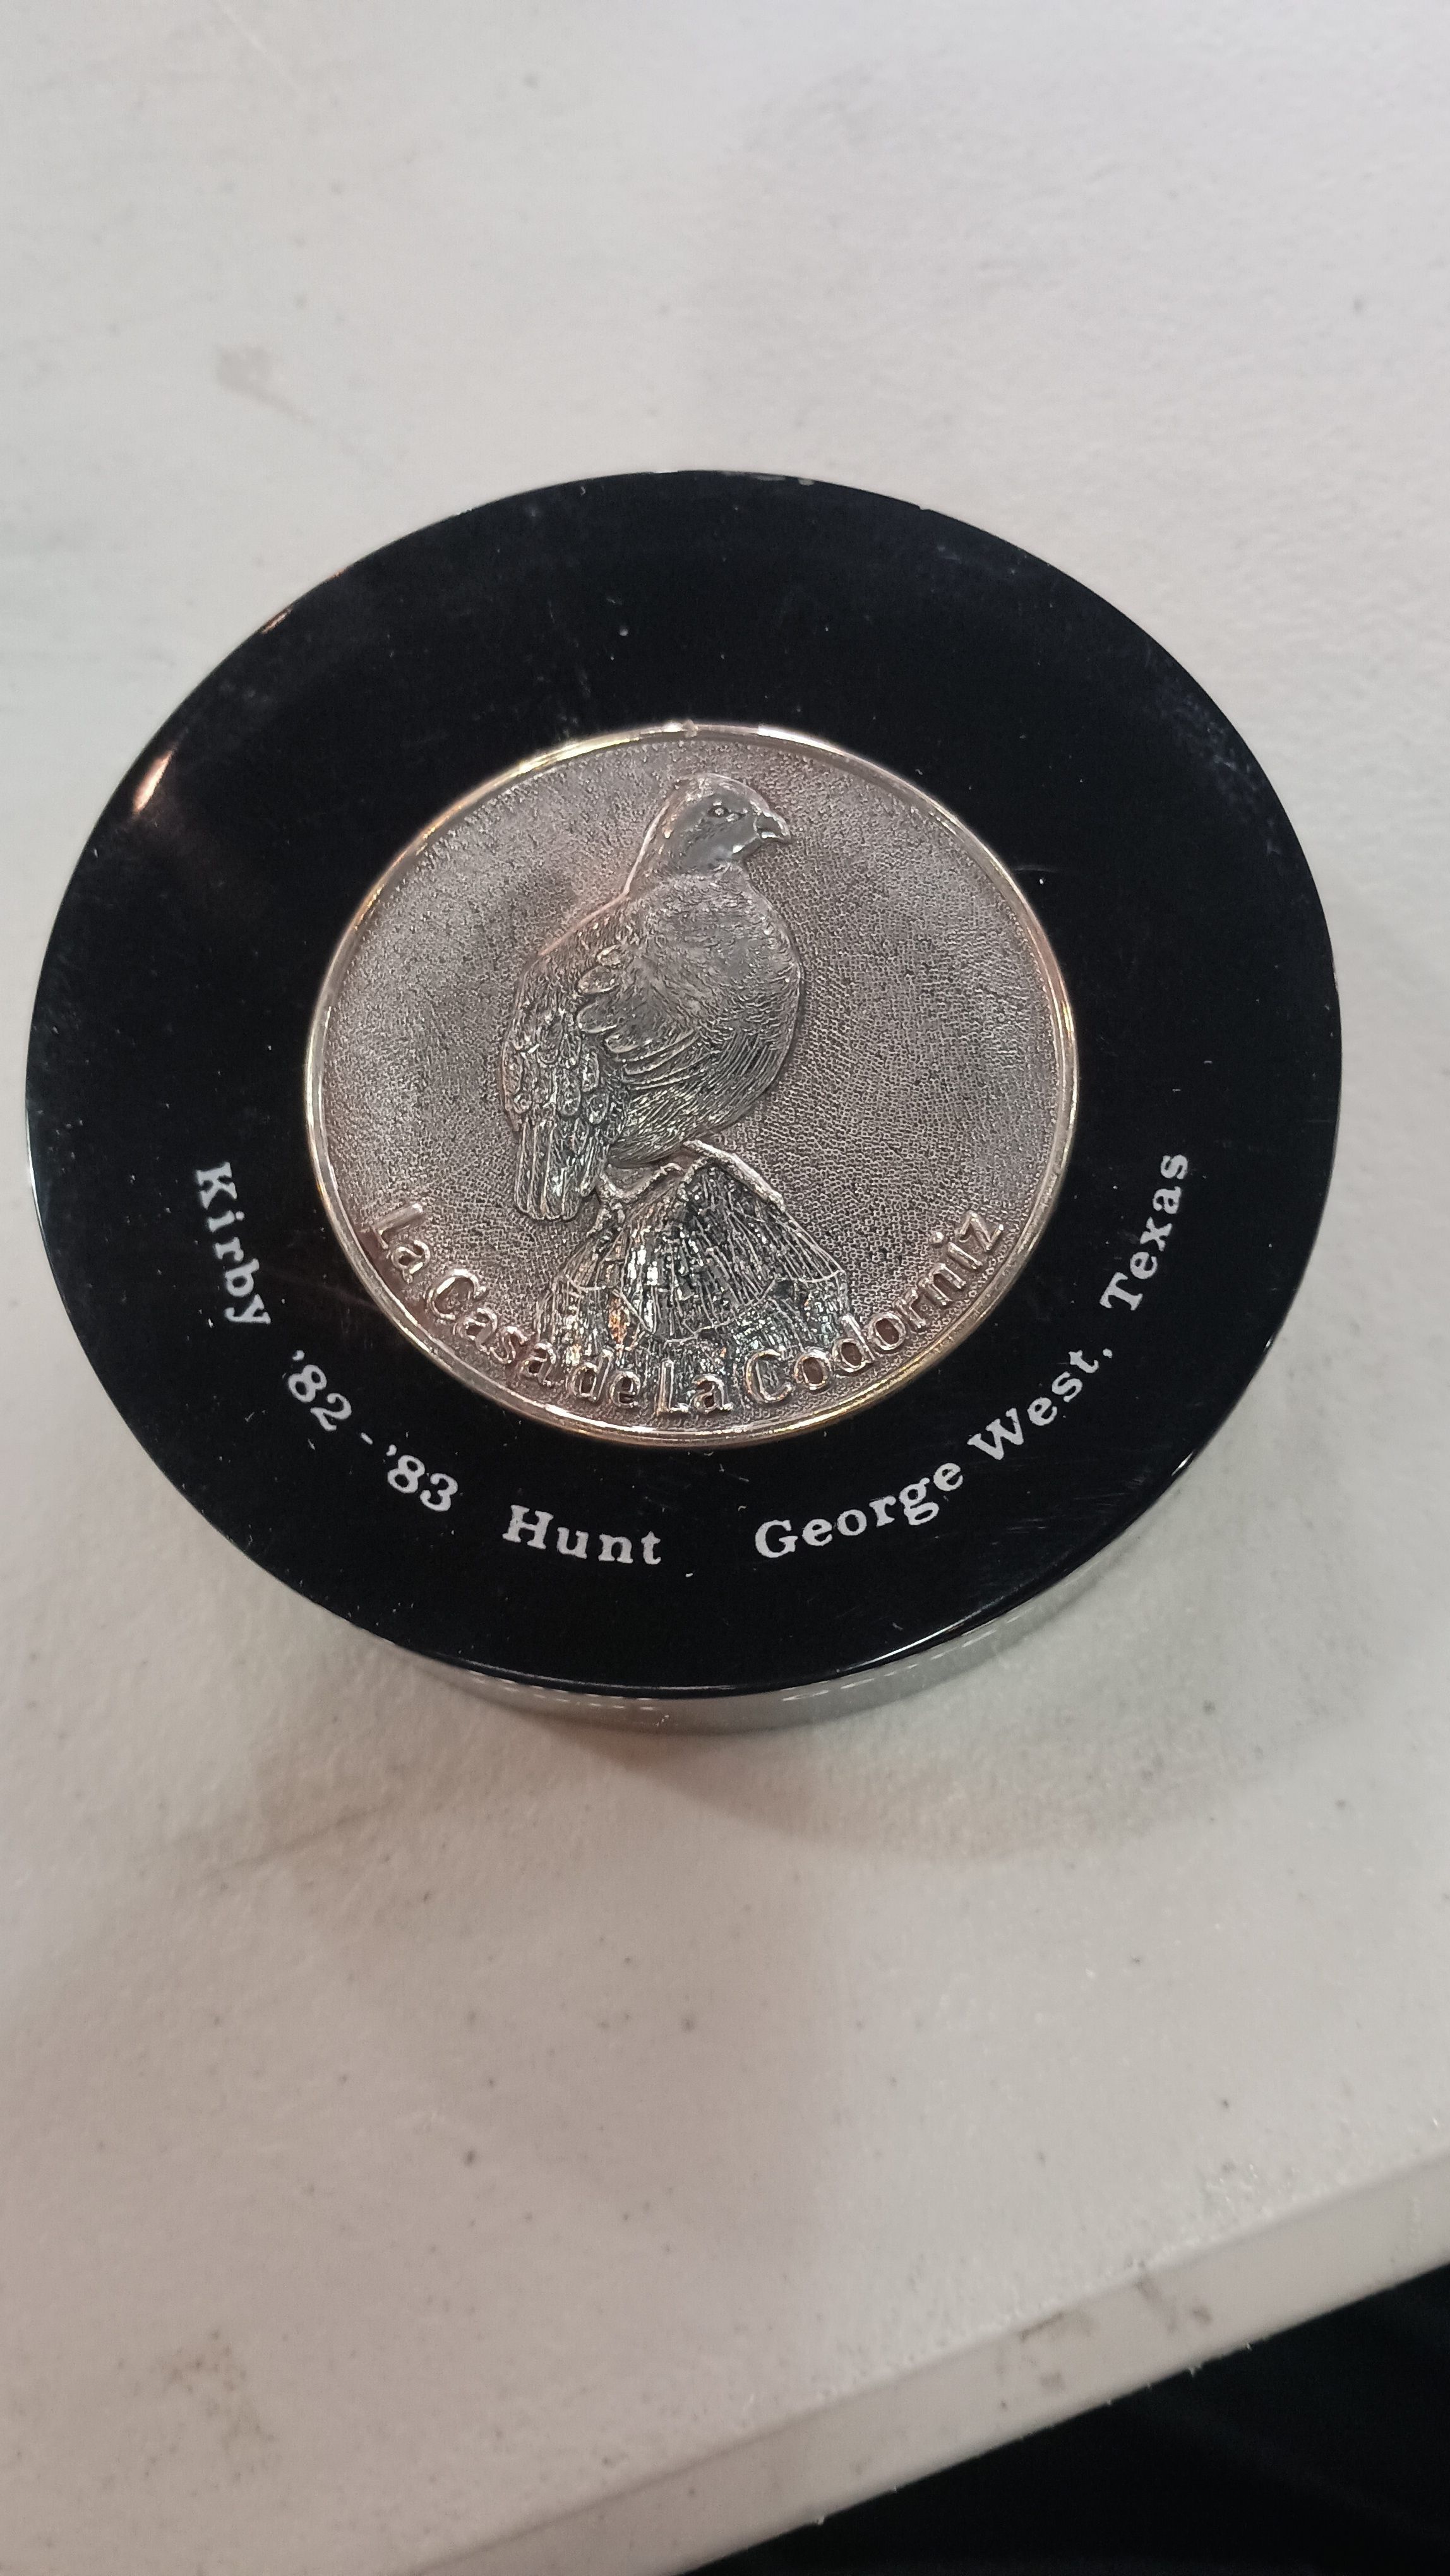 La Casa de La Codorniz
Kirby '82-'83 Hunt George West, Texas